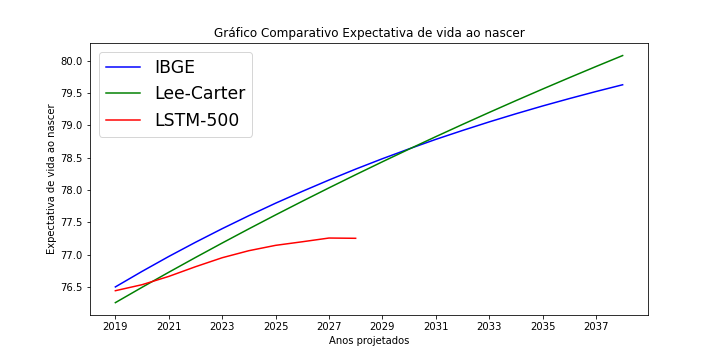 Gráfico Comparativo Expectativa de vida ao nascer
IBGE
Lee-Carter
LSTM-500
Expectativa de vida ao nascer
80.0
79.5
79.0
78.5
78.0
77.5
77.0
76.5
2019 2021 2023 2025 2027 2029 2031 2033 2035 2037
Anos projetados